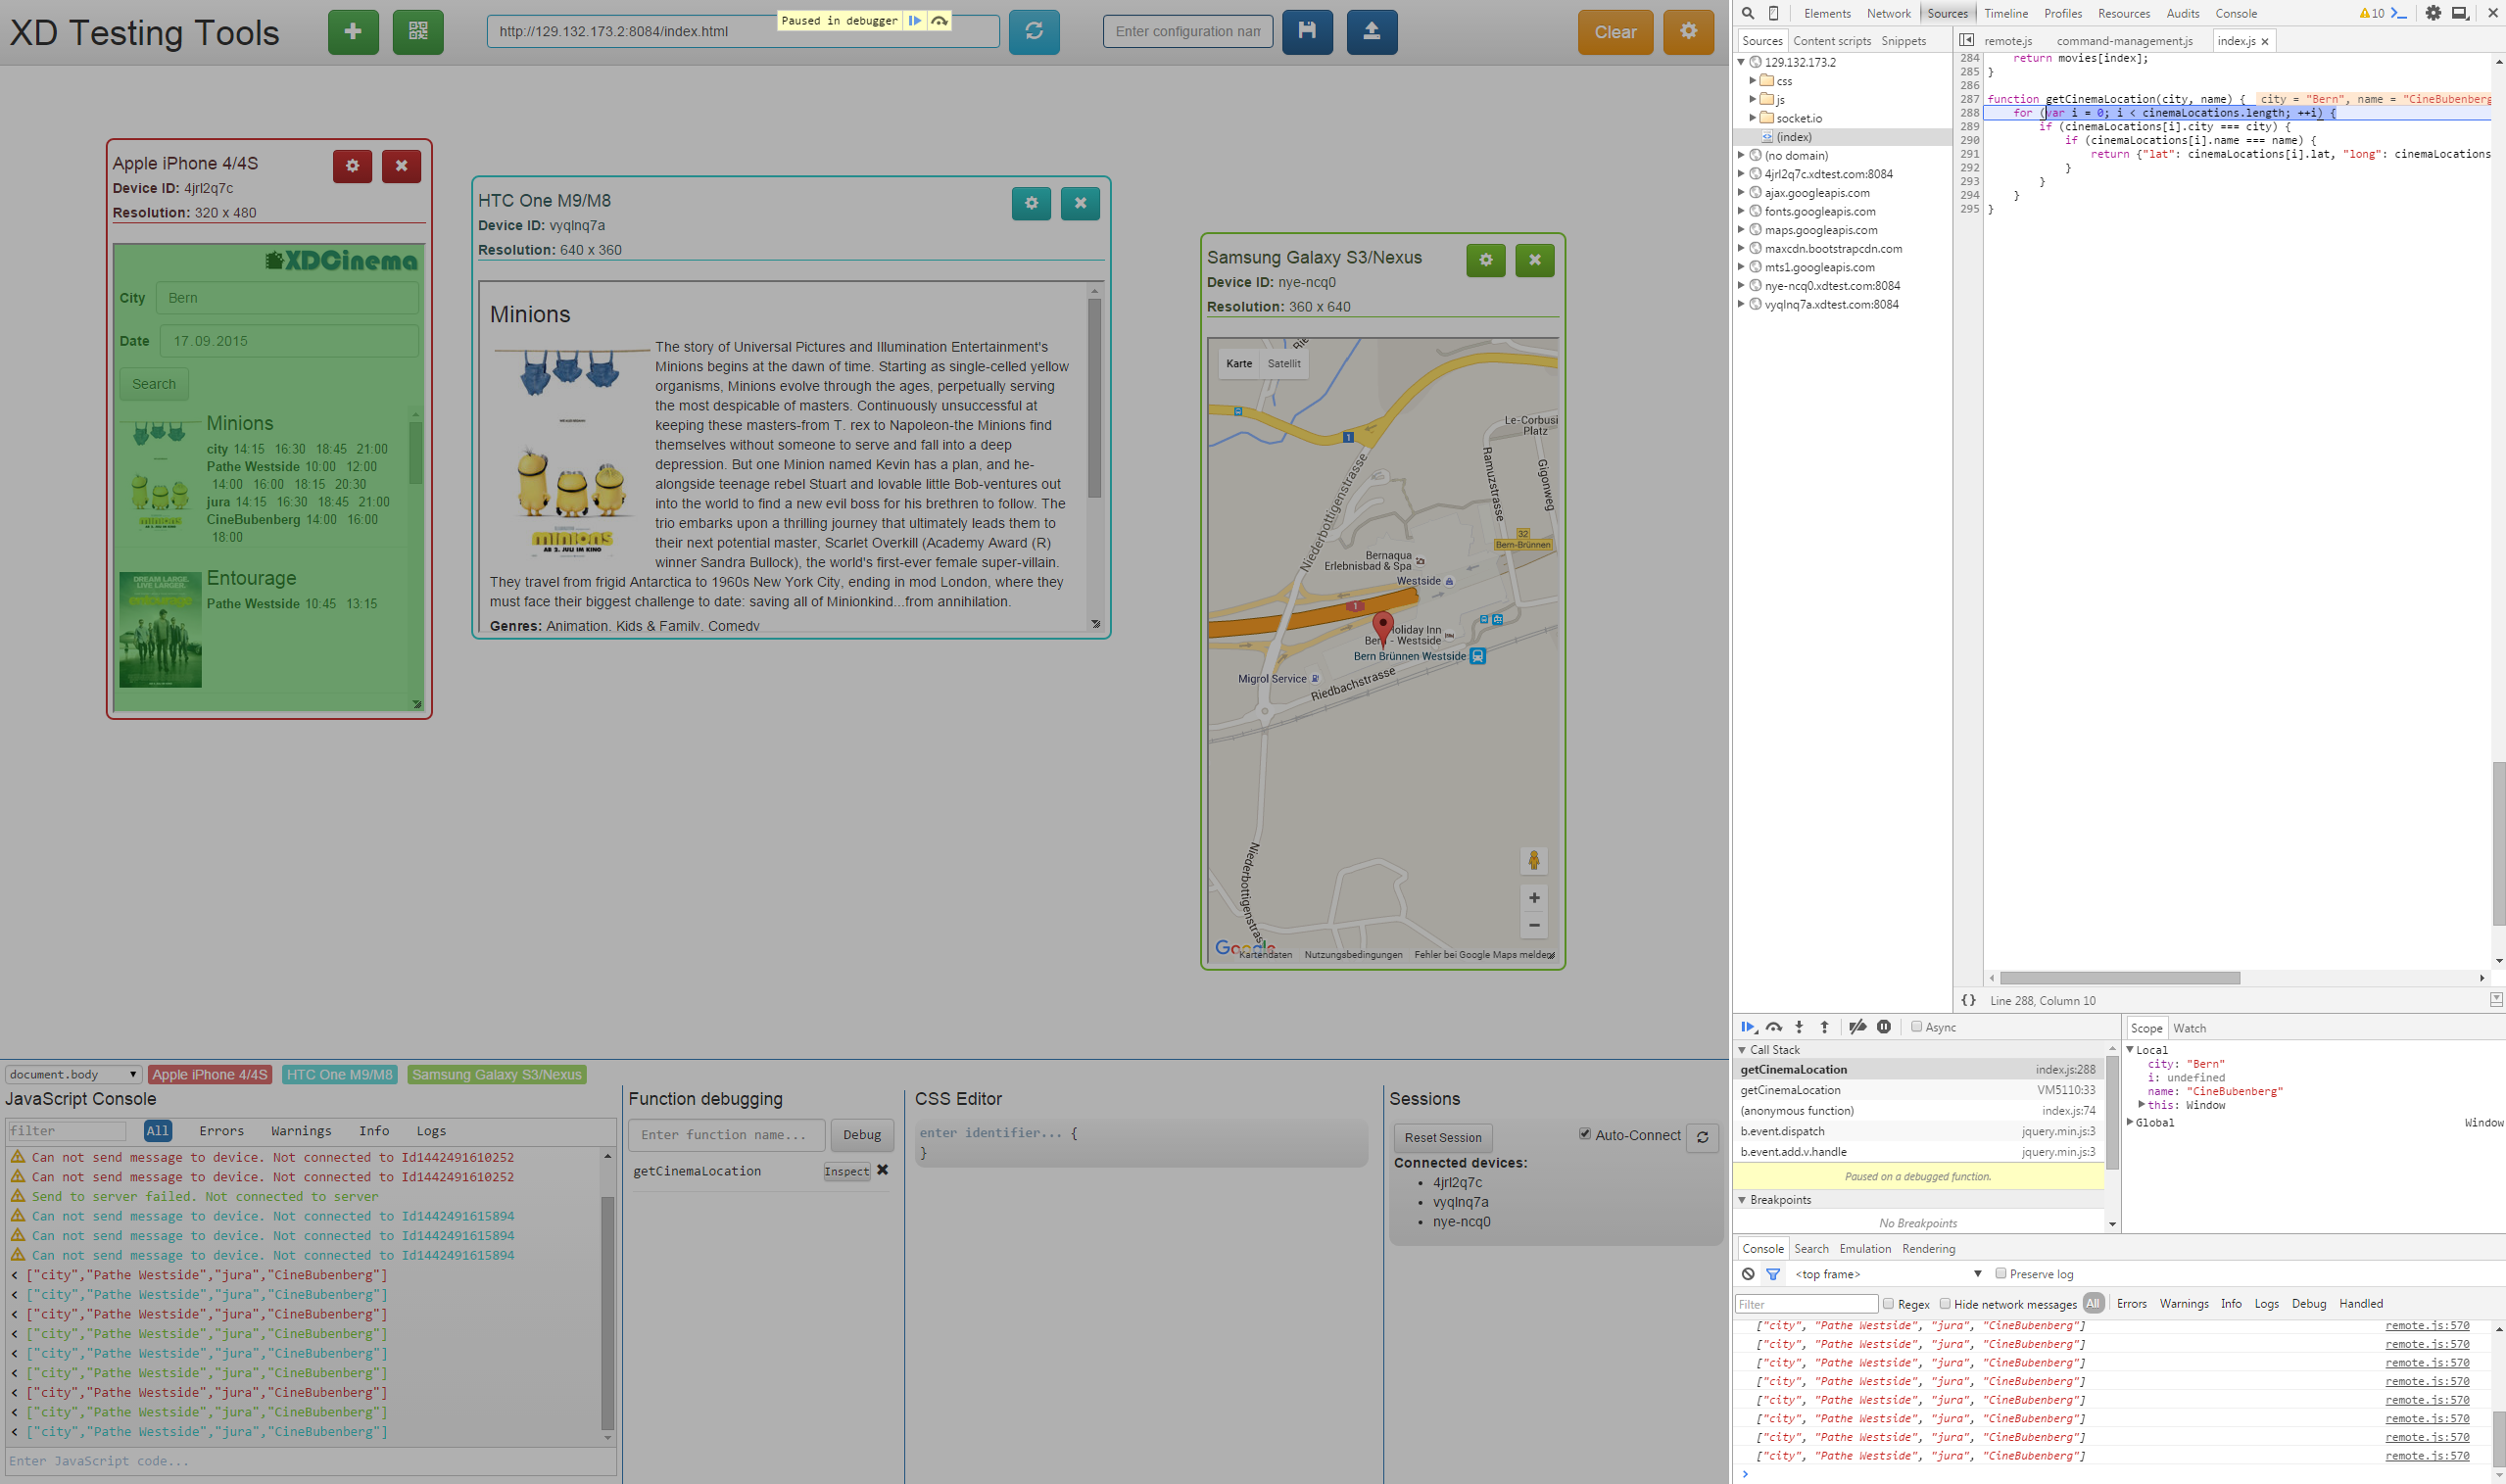 XD Testing Tools
http://129.132.173.2:8084/index.html
Paused in debugger
Enter configuration nam
Clear
Apple iPhone 4/4S
Device ID: 4jrl2q7c
Resolution: 320 x 480
XDCinema
City Bern
Date 17.09.2015
Search
Minions
city 14:15 16:30 18:45 21:00
Pathe Westside 10:00 12:00
14:00 16:00 18:15 20:30
jura 14:15 16:30 18:45 21:00
CineBubenberg 14:00 16:00
18:00
minions
DREAM LARGE.
LIVE LARGER.
entourage
Entourage
Pathe Westside 10:45 13:15
HTC One M9/M8
Device ID: vyqlnq7a
Resolution: 640 x 360
Minions
The story of Universal Pictures and Illumination Entertainment's
Minions begins at the dawn of time. Starting as single-celled yellow
organisms, Minions evolve through the ages, perpetually serving
the most despicable of masters. Continuously unsuccessful at
keeping these masters-from T. rex to Napoleon-the Minions find
themselves without someone to serve and fall into a deep
depression. But one Minion named Kevin has a plan, and he-
alongside teenage rebel Stuart and lovable little Bob-ventures out
into the world to find a new evil boss for his brethren to follow. The
trio embarks upon a thrilling journey that ultimately leads them to
their next potential master, Scarlet Overkill (Academy Award (R)
winner Sandra Bullock), the world's first-ever female super-villain.
They travel from frigid Antarctica to 1960s New York City, ending in mod London, where they
must face their biggest challenge to date: saving all of Minionkind...from annihilation.
Genres: Animation, Kids & Family, Comedy
minions
AB 2. JULI IM KINO
Samsung Galaxy S3/Nexus
Device ID: nye-ncq0
Resolution: 360 x 640
Karte Satellit
Le-Corbusi
Platz
1
Ramuzstrasse
Gigonweg
Niederbottigenstrasse
32
Bern-Brünnen
Bernaqua
Erlebnisbad & Spa
Westside
1
Holiday Inn
Bern - Westside
Bern Brünnen Westside
Migrol Service
Riedbachstrasse
Niederbottigenstrasse
Google
Kartendaten Nutzungsbedingungen Fehler bei Google Maps melden
document.body
Apple iPhone 4/4S HTC One M9/M8 Samsung Galaxy S3/Nexus
JavaScript Console
filter All Errors Warnings Info Logs
Can not send message to device. Not connected to Id1442491610252
Can not send message to device. Not connected to Id1442491610252
Send to server failed. Not connected to server
Can not send message to device. Not connected to Id1442491615894
Can not send message to device. Not connected to Id1442491615894
Can not send message to device. Not connected to Id1442491615894
< ["city","Pathe Westside","jura","CineBubenberg"]
< ["city","Pathe Westside","jura","CineBubenberg"]
< ["city","Pathe Westside","jura","CineBubenberg"]
< ["city","Pathe Westside","jura","CineBubenberg"]
< ["city","Pathe Westside","jura","CineBubenberg"]
< ["city","Pathe Westside","jura","CineBubenberg"]
< ["city","Pathe Westside","jura","CineBubenberg"]
< ["city","Pathe Westside","jura","CineBubenberg"]
< ["city","Pathe Westside","jura","CineBubenberg"]
Enter JavaScript code...
Function debugging
Enter function name... Debug
getCinemaLocation Inspect
CSS Editor
enter identifier... {
}
Sessions
Reset Session Auto-Connect
Connected devices:
4jrl2q7c
vyqlnq7a
nye-ncq0
Elements Network Sources Timeline Profiles Resources Audits Console 10
Sources Content scripts Snippets
129.132.173.2
css
js
socket.io
(index)
(no domain)
4jrl2q7c.xdtest.com:8084
ajax.googleapis.com
fonts.googleapis.com
maps.googleapis.com
maxcdn.bootstrapcdn.com
mts1.googleapis.com
nye-ncq0.xdtest.com:8084
vyqlnq7a.xdtest.com:8084
remote.js command-management.js index.js
284 return movies[index];
285 }
286
287 function getCinemaLocation(city, name) { city = "Bern", name = "CineBubenberg
288 for (var i = 0; i < cinemaLocations.length; ++i) {
289 if (cinemaLocations[i].city === city) {
290 if (cinemaLocations[i].name === name) {
291 return {"lat": cinemaLocations[i].lat, "long": cinemaLocations
292 }
293 }
294 }
295 }
{} Line 288, Column 10
Async
Call Stack
getCinemaLocation index.js:288
getCinemaLocation VM5110:33
(anonymous function) index.js:74
b.event.dispatch jquery.min.js:3
b.event.add.v.handle jquery.min.js:3
Paused on a debugged function.
Breakpoints
No Breakpoints
Scope Watch
Local
city: "Bern"
i: undefined
name: "CineBubenberg"
this: Window
Global Window
Console Search Emulation Rendering
<top frame> Preserve log
Filter Regex Hide network messages All Errors Warnings Info Logs Debug Handled
["city", "Pathe Westside", "jura", "CineBubenberg"] remote.js:570
["city", "Pathe Westside", "jura", "CineBubenberg"] remote.js:570
["city", "Pathe Westside", "jura", "CineBubenberg"] remote.js:570
["city", "Pathe Westside", "jura", "CineBubenberg"] remote.js:570
["city", "Pathe Westside", "jura", "CineBubenberg"] remote.js:570
["city", "Pathe Westside", "jura", "CineBubenberg"] remote.js:570
["city", "Pathe Westside", "jura", "CineBubenberg"] remote.js:570
["city", "Pathe Westside", "jura", "CineBubenberg"] remote.js:570